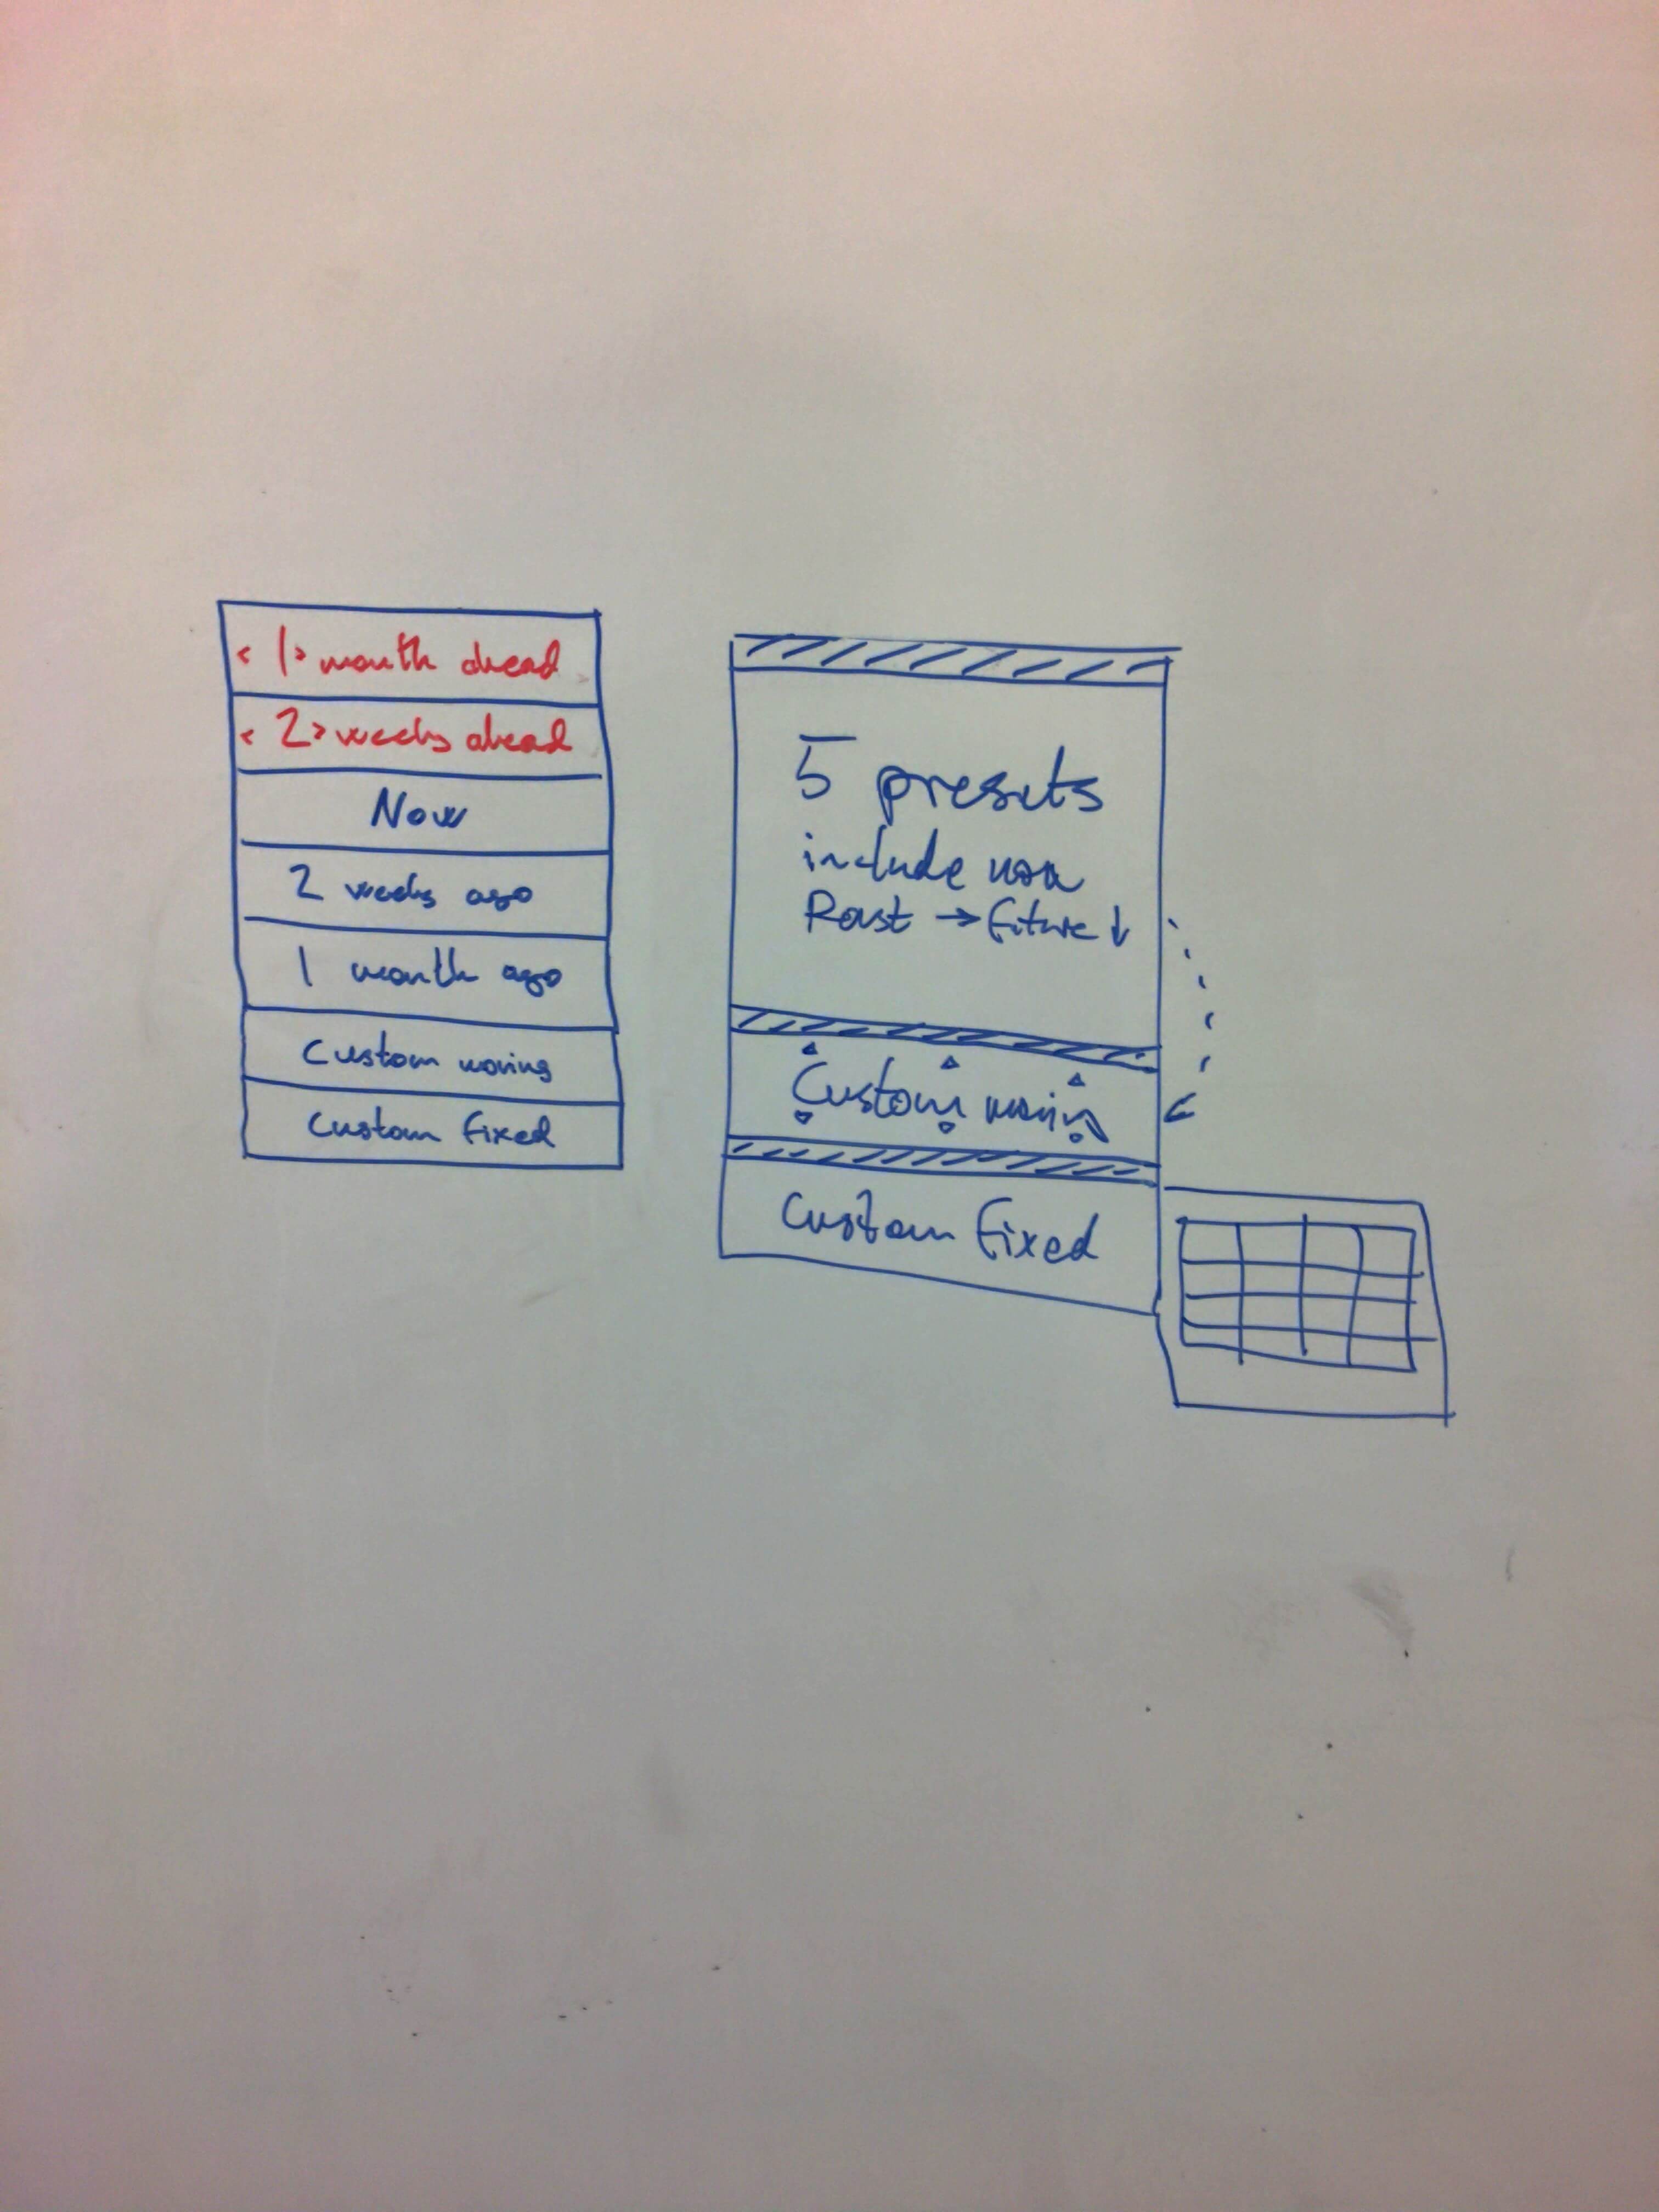 < 1 > month ahead
< 2 > weeks ahead
Now
2 weeks ago
1 month ago
Custom moving
Custom fixed
5 presets
include now
Past → Future ↓
Custom moving
Custom fixed